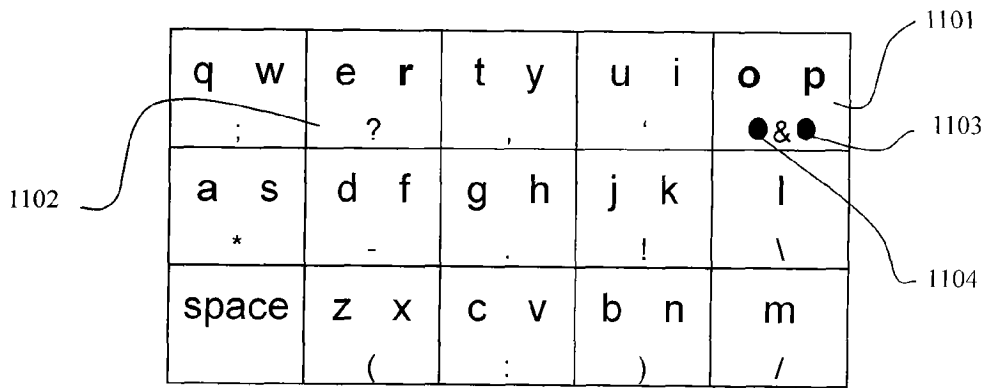 1101
q w e r t y u i o p
; ? , ‘ &
1103
1102
a s d f g h j k l
* - . ! \
1104
space z x c v b n m
( : ) /